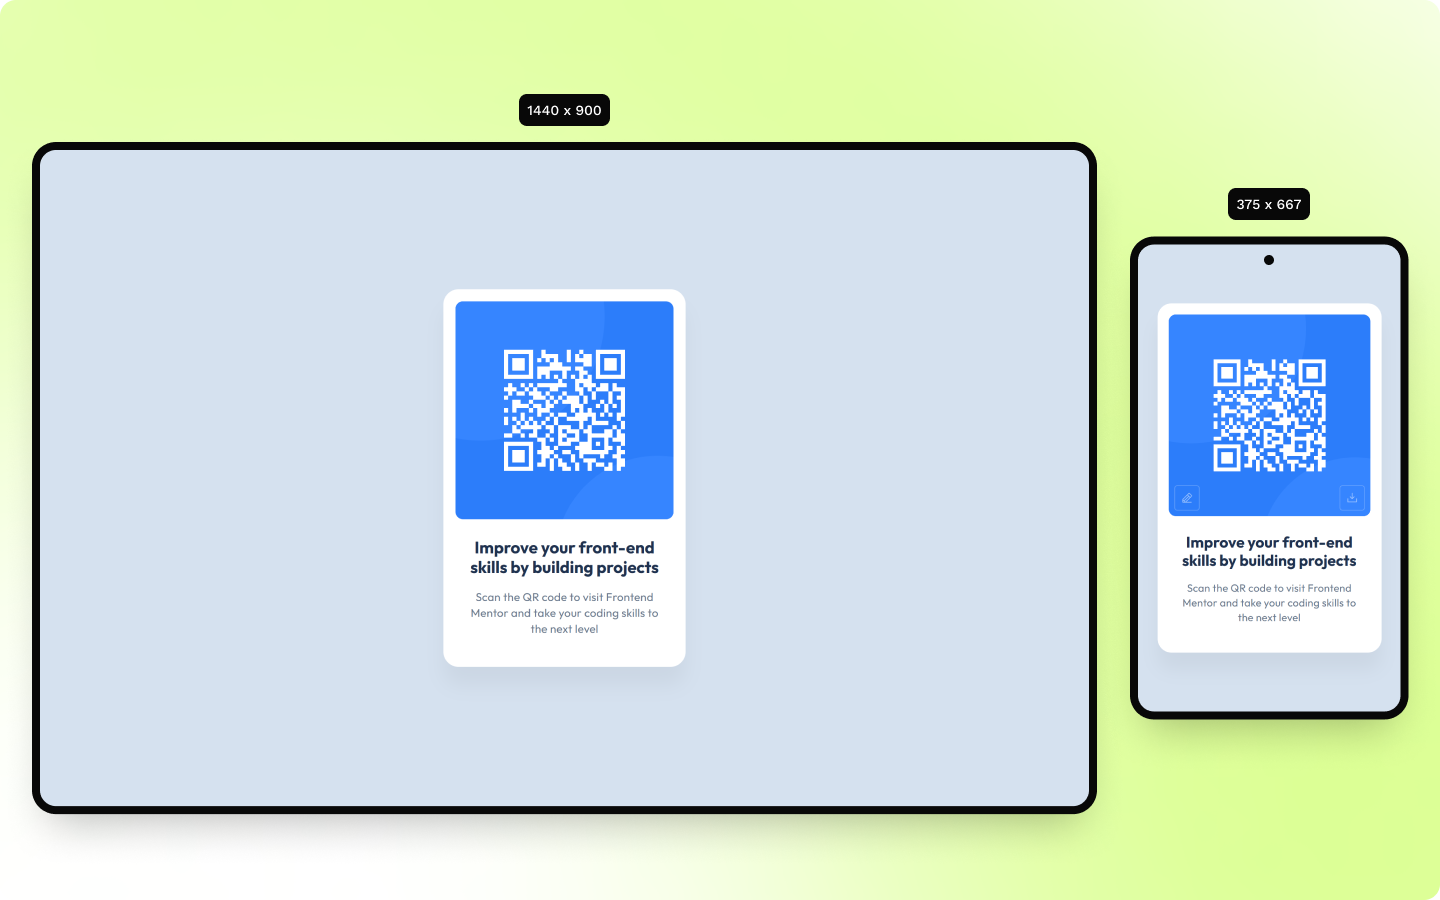 1440 x 900
Improve your front-end
skills by building projects
Scan the QR code to visit Frontend
Mentor and take your coding skills to
the next level
375 x 667
Improve your front-end
skills by building projects
Scan the QR code to visit Frontend
Mentor and take your coding skills to
the next level